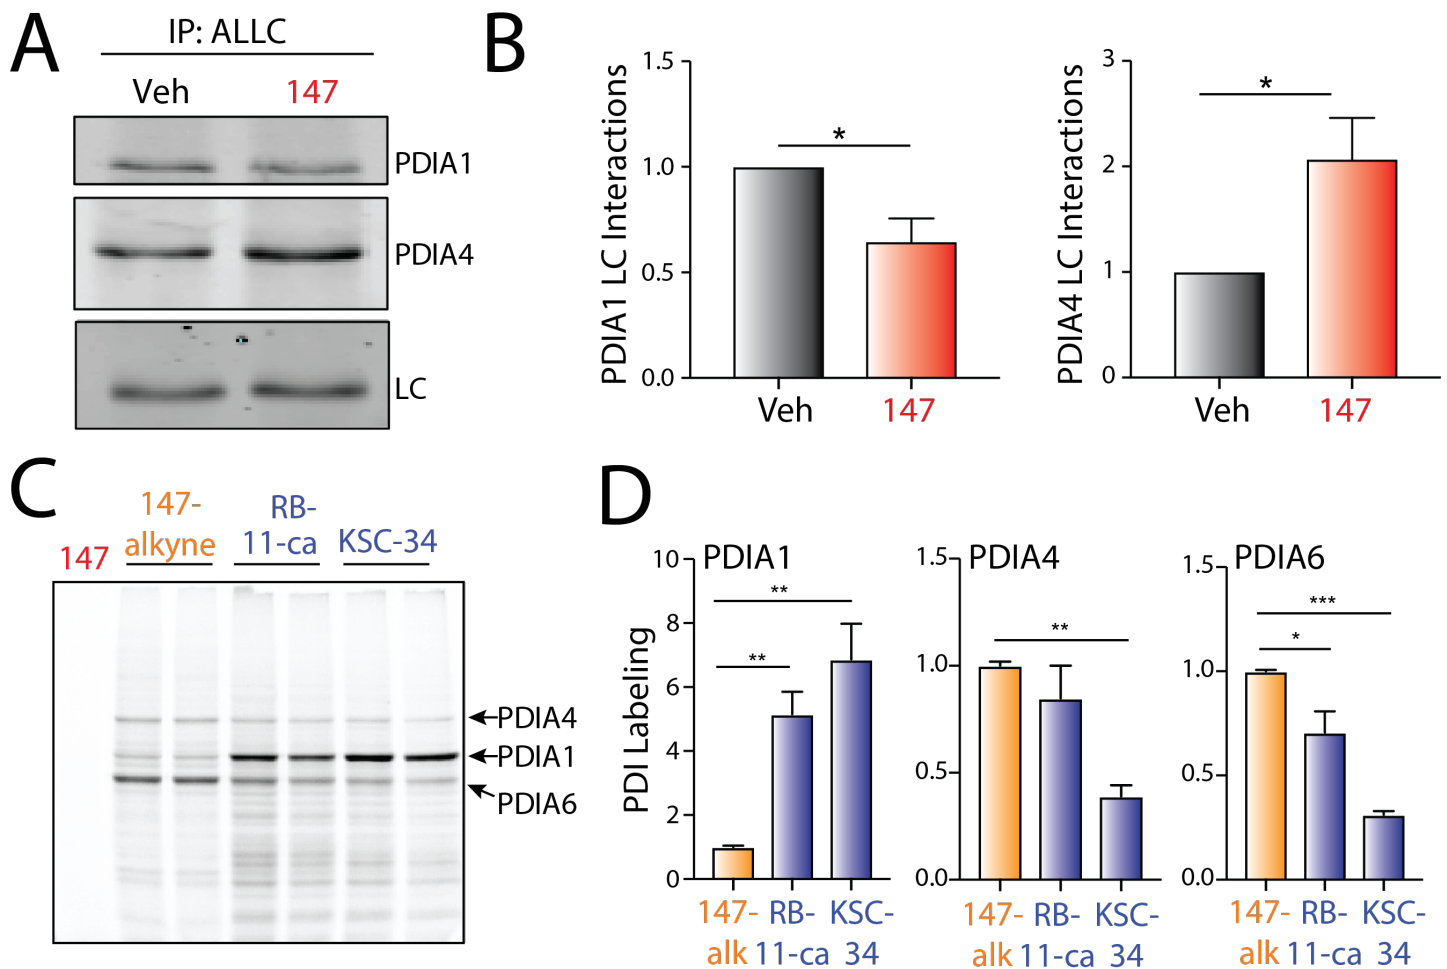 A
IP: ALLC
Veh 147
PDIA1
PDIA4
LC
B
PDIA1 LC Interactions
1.5
1.0
0.5
0.0
*
Veh 147
PDIA4 LC Interactions
3
2
1
0
*
Veh 147
C
147
147-
alkyne
RB-
11-ca
KSC-34
PDIA4
PDIA1
PDIA6
D
PDI Labeling
PDIA1
10
8
6
4
2
0
**
**
147- RB- KSC-
alk 11-ca 34
PDIA4
1.5
1.0
0.5
0.0
**
147- RB- KSC-
alk 11-ca 34
PDIA6
1.5
1.0
0.5
0.0
***
*
147- RB- KSC-
alk 11-ca 34